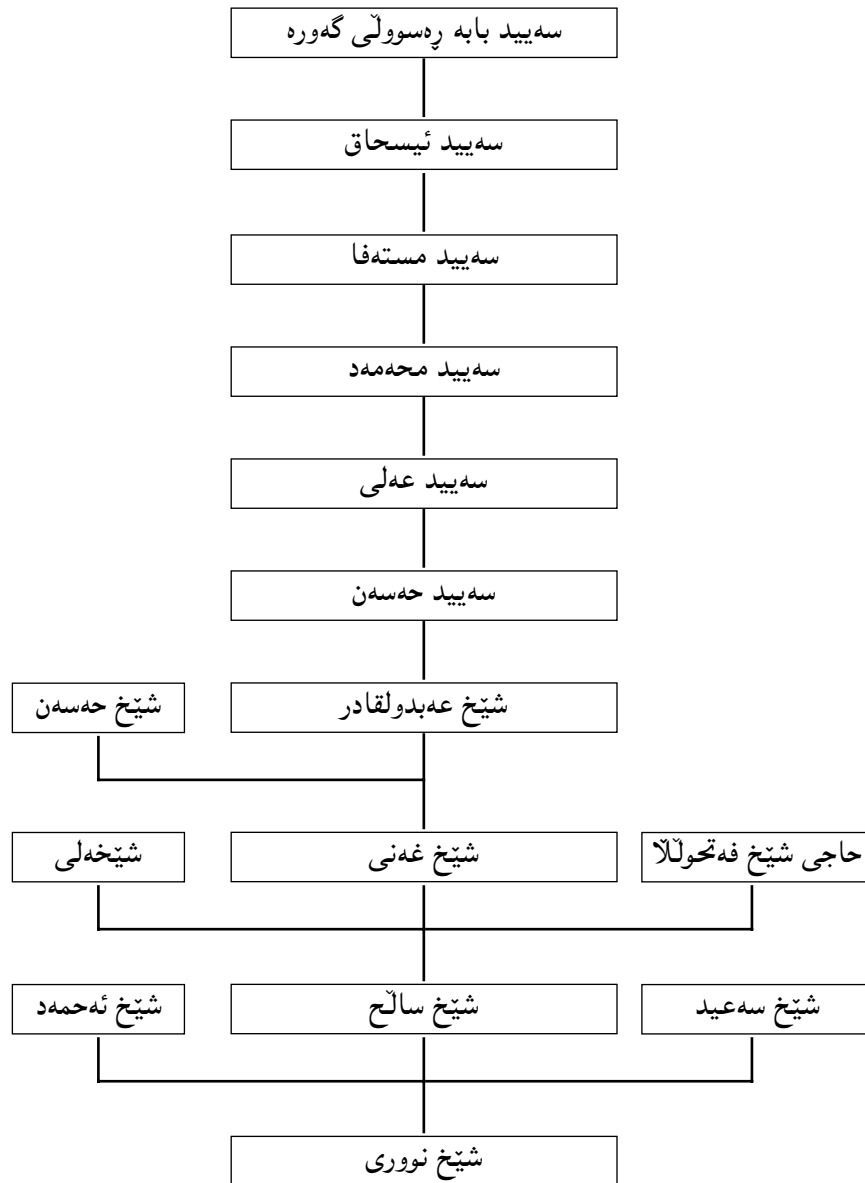 سەیید بابە ڕەسووڵی گەورە
سەیید ئیسحاق
سەیید مستەفا
سەیید محەمەد
سەیید عەلی
سەیید حەسەن
شێخ عەبدولقادر
شێخ حەسەن
حاجی شێخ فەتحوڵڵا
شێخ غەنی
شێخەلی
شێخ سەعید
شێخ ساڵح
شێخ ئەحمەد
شێخ نووری